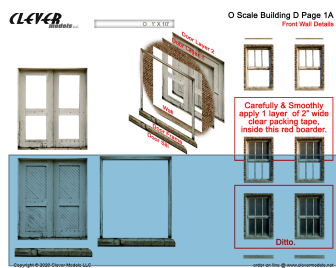 CLEVER
models LLC
O 1' X 10'
O Scale Building D Page 1A
Front Wall Details
Door Layer 2
Door Layer 1
Wall
Door Sill
Carefully & Smoothly
apply 1 layer of 2" wide
clear packing tape,
inside this red boarder.
Ditto.
Copyright © 2020 Clever Models LLC
order on line @ www.clevermodels.net